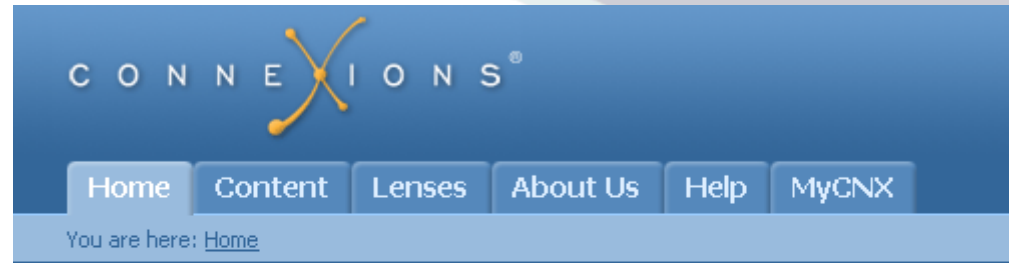 CONNEXIONS®
Home Content Lenses About Us Help MyCNX
You are here: Home